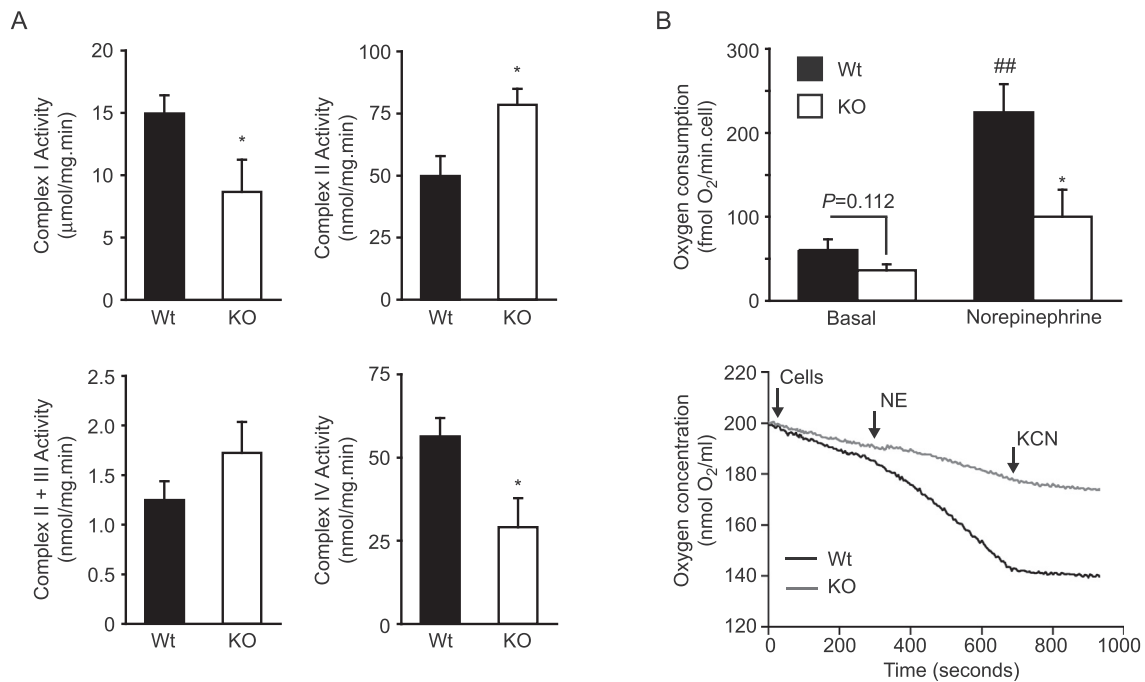 A
Complex I Activity
(μmol/mg.min)
20
15
10
5
0
*
Wt
KO
Complex II Activity
(nmol/mg.min)
100
75
50
25
0
*
Wt
KO
Complex II + III Activity
(nmol/mg.min)
2.5
2.0
1.5
1.0
0.5
0
Wt
KO
Complex IV Activity
(nmol/mg.min)
75
50
25
0
*
Wt
KO
B
Oxygen consumption
(fmol O₂/min.cell)
300
200
100
0
Wt
KO
P=0.112
##
*
Basal
Norepinephrine
Oxygen concentration
(nmol O₂/ml)
220
200
180
160
140
120
Cells
NE
KCN
Wt
KO
0
200
400
600
800
1000
Time (seconds)